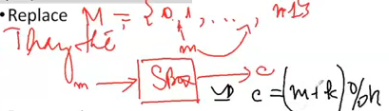 •Replace M = {0, 1, ..., n-1}
Thay thế m
m → SBox → c ⇒ c = (m + k) % n